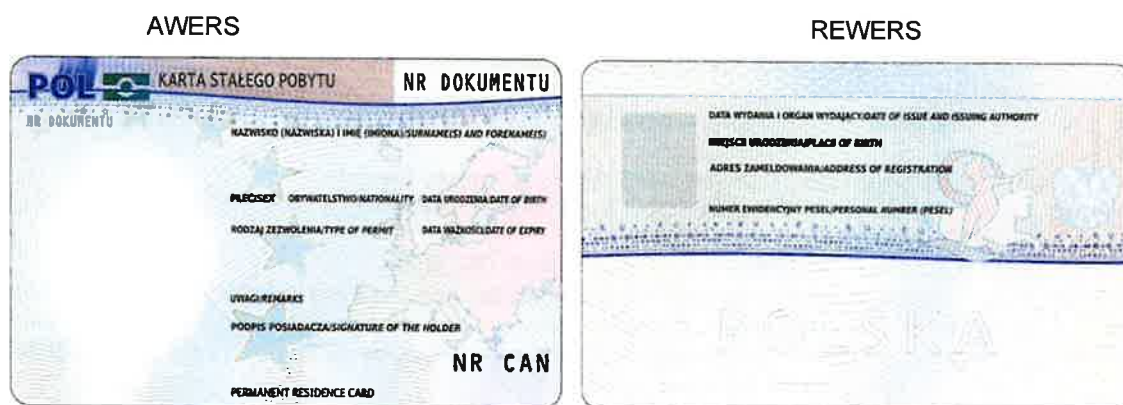 AWERS
POL KARTA STAŁEGO POBYTU NR DOKUMENTU
NR DOKUMENTU
NAZWISKO (NAZWISKA) I IMIĘ (IMIONA)/SURNAME(S) AND FORENAME(S)
PŁEĆ/SEX OBYWATELSTWO/NATIONALITY DATA URODZENIA/DATE OF BIRTH
RODZAJ ZEZWOLENIA/TYPE OF PERMIT DATA WAŻNOŚCI/DATE OF EXPIRY
UWAGI/REMARKS
PODPIS POSIADACZA/SIGNATURE OF THE HOLDER
NR CAN
PERMANENT RESIDENCE CARD
REWERS
DATA WYDANIA I ORGAN WYDAJĄCY/DATE OF ISSUE AND ISSUING AUTHORITY
MIEJSCE URODZENIA/PLACE OF BIRTH
ADRES ZAMELDOWANIA/ADDRESS OF REGISTRATION
NUMER EWIDENCYJNY PESEL/PERSONAL NUMBER (PESEL)
POLSKA